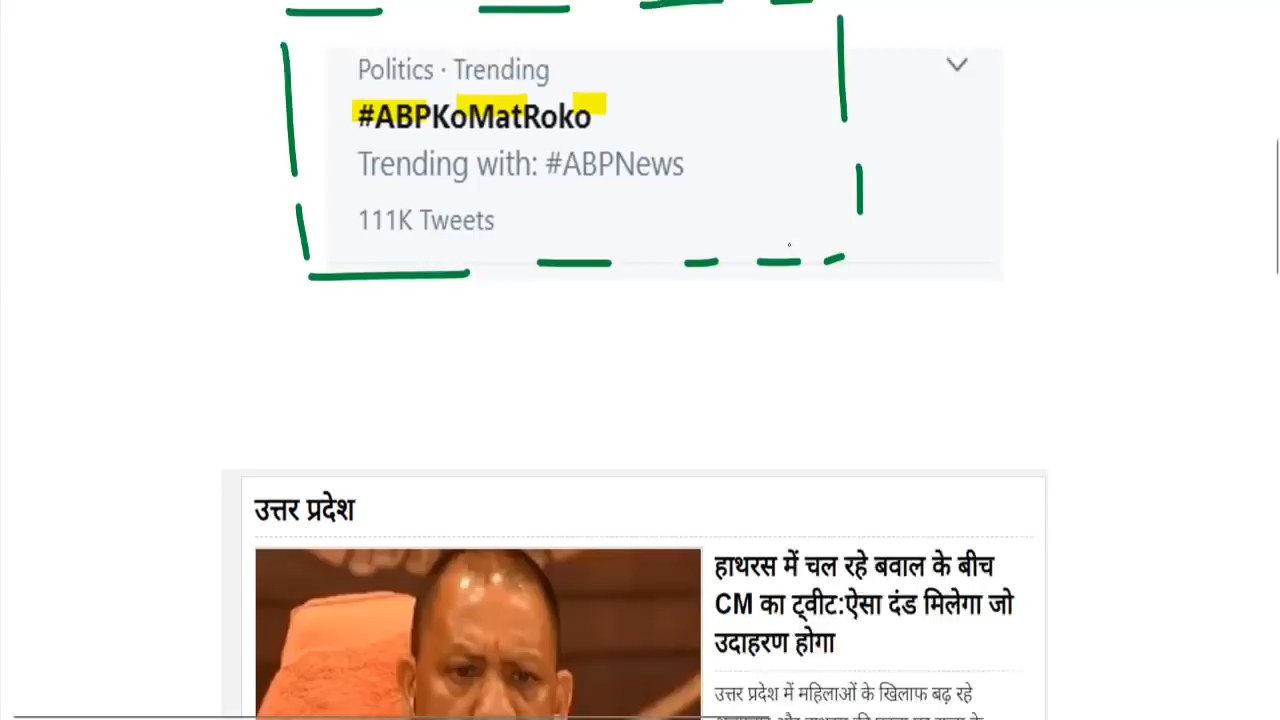 Politics · Trending
#ABPKoMatRoko
Trending with: #ABPNews
111K Tweets
उत्तर प्रदेश
हाथरस में चल रहे बवाल के बीच
CM का ट्वीट:ऐसा दंड मिलेगा जो
उदाहरण होगा
उत्तर प्रदेश में महिलाओं के खिलाफ बढ़ रहे